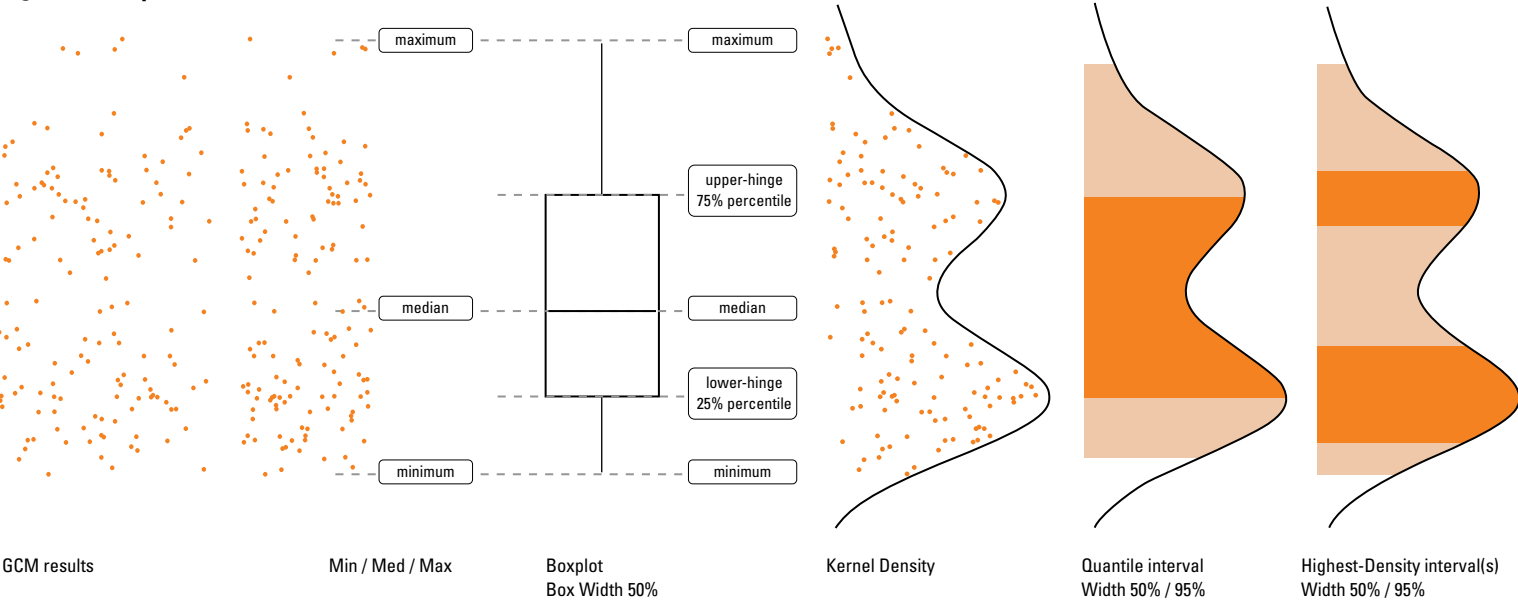 maximum
maximum
upper-hinge
75% percentile
median
median
lower-hinge
25% percentile
minimum
minimum
GCM results
Min / Med / Max
Boxplot
Box Width 50%
Kernel Density
Quantile interval
Width 50% / 95%
Highest-Density interval(s)
Width 50% / 95%